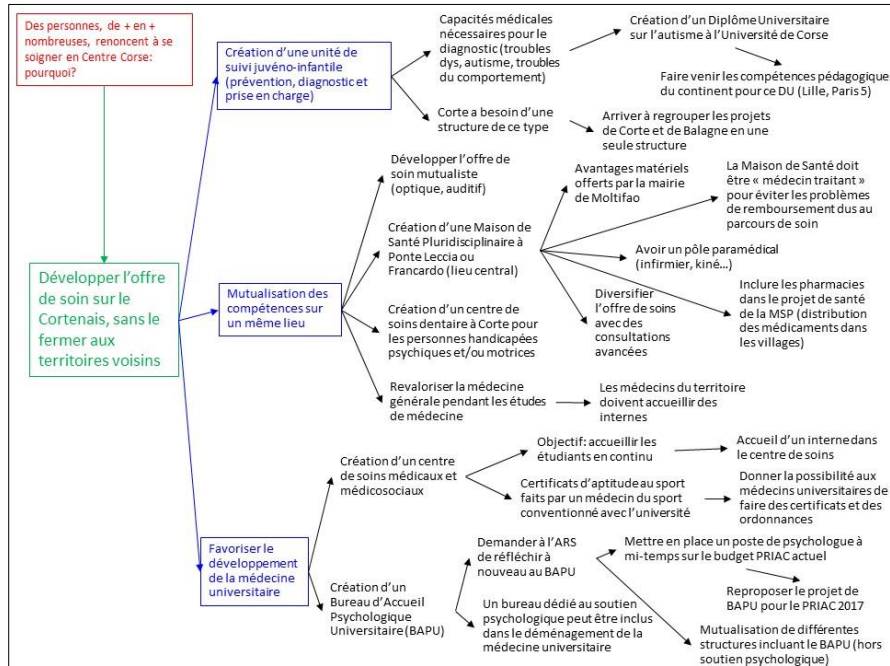 Des personnes, de + en +
nombreuses, renoncent à se
soigner en Centre Corse:
pourquoi?
Développer l'offre
de soin sur le
Cortenais, sans le
fermer aux
territoires voisins
Création d'une unité de
suivi juvéno-infantile
(prévention, diagnostic et
prise en charge)
Capacités médicales
nécessaires pour le
diagnostic (troubles
dys, autisme, troubles
du comportement)
Création d'un Diplôme Universitaire
sur l'autisme à l'Université de Corse
Faire venir les compétences pédagogique
du continent pour ce DU (Lille, Paris 5)
Corte a besoin d'une
structure de ce type
Arriver à regrouper les projets
de Corte et de Balagne en une
seule structure
Mutualisation des
compétences sur
un même lieu
Développer l'offre de
soin mutualiste
(optique, auditif)
Création d'une Maison de
Santé Pluridisciplinaire à
Ponte Leccia ou
Francardo (lieu central)
Avantages matériels
offerts par la mairie
de Moltifao
La Maison de Santé doit
être « médecin traitant »
pour éviter les problèmes
de remboursement dus au
parcours de soin
Avoir un pôle paramédical
(infirmier, kiné...)
Inclure les pharmacies
dans le projet de santé
de la MSP (distribution
des médicaments dans
les villages)
Diversifier
l'offre de soins
avec des
consultations
avancées
Création d'un centre de
soins dentaire à Corte pour
les personnes handicapées
psychiques et/ou motrices
Revaloriser la médecine
générale pendant les études
de médecine
Les médecins du territoire
doivent accueillir des
internes
Favoriser le
développement
de la médecine
universitaire
Création d'un centre
de soins médicaux et
médicosociaux
Objectif: accueillir les
étudiants en continu
Accueil d'un interne dans
le centre de soins
Certificats d'aptitude au sport
faits par un médecin du sport
conventionné avec l'université
Donner la possibilité aux
médecins universitaires de
faire des certificats et des
ordonnances
Création d'un
Bureau d'Accueil
Psychologique
Universitaire (BAPU)
Demander à l'ARS
de réfléchir à
nouveau au BAPU
Mettre en place un poste de psychologue à
mi-temps sur le budget PRIAC actuel
Reproposer le projet de
BAPU pour le PRIAC 2017
Mutualisation de différentes
structures incluant le BAPU (hors
soutien psychologique)
Un bureau dédié au soutien
psychologique peut être inclus
dans le déménagement de la
médecine universitaire